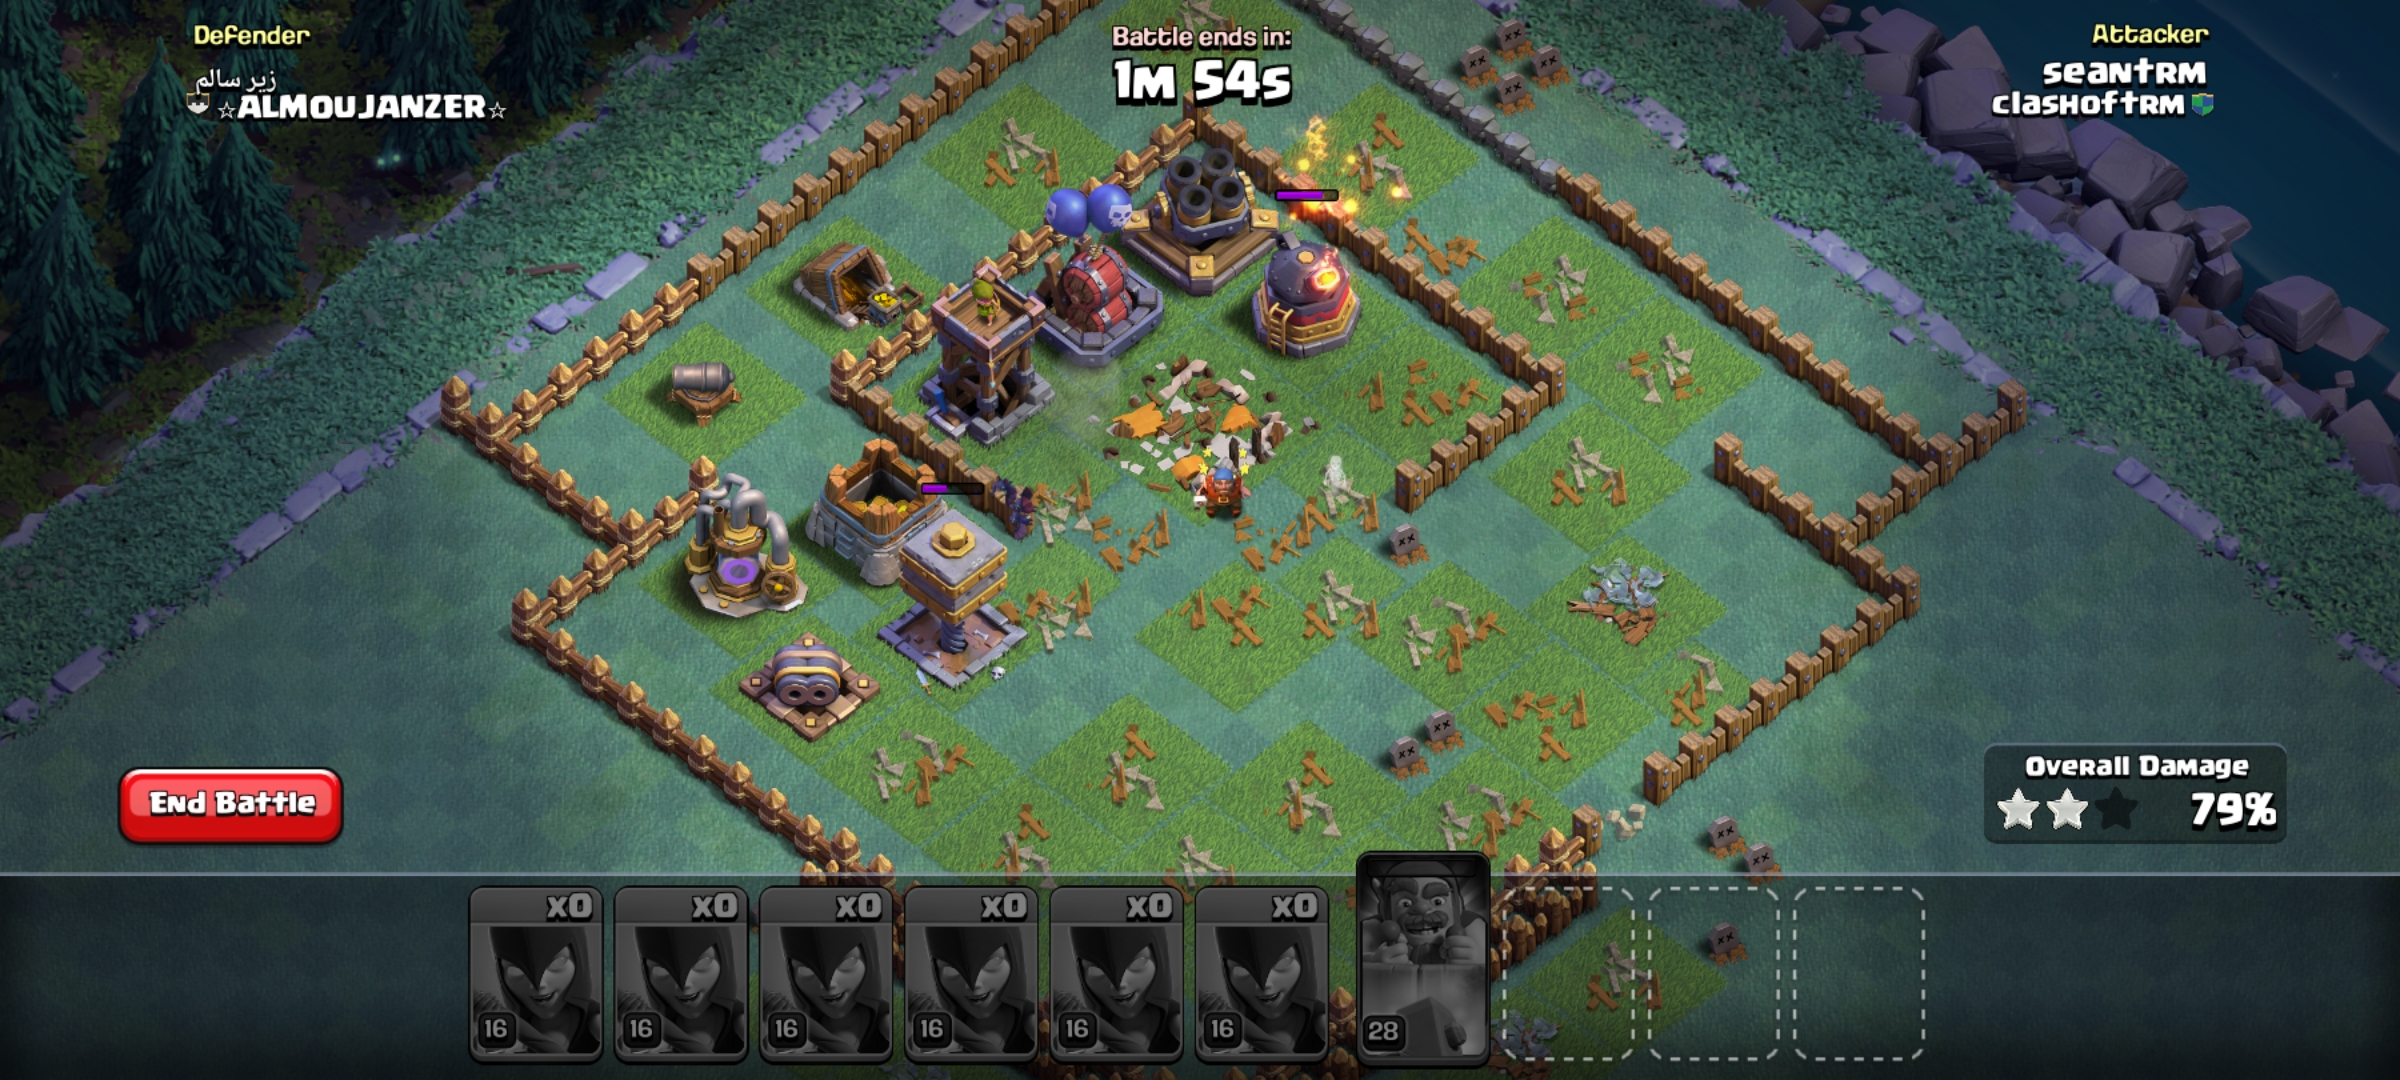 Defender
زير سالم
☆ALMOUJANZER☆
Battle ends in:
1M 54s
Attacker
seantRM
clashoftRM
End Battle
Overall Damage
79%
x0 x0 x0 x0 x0 x0
16 16 16 16 16 16 28